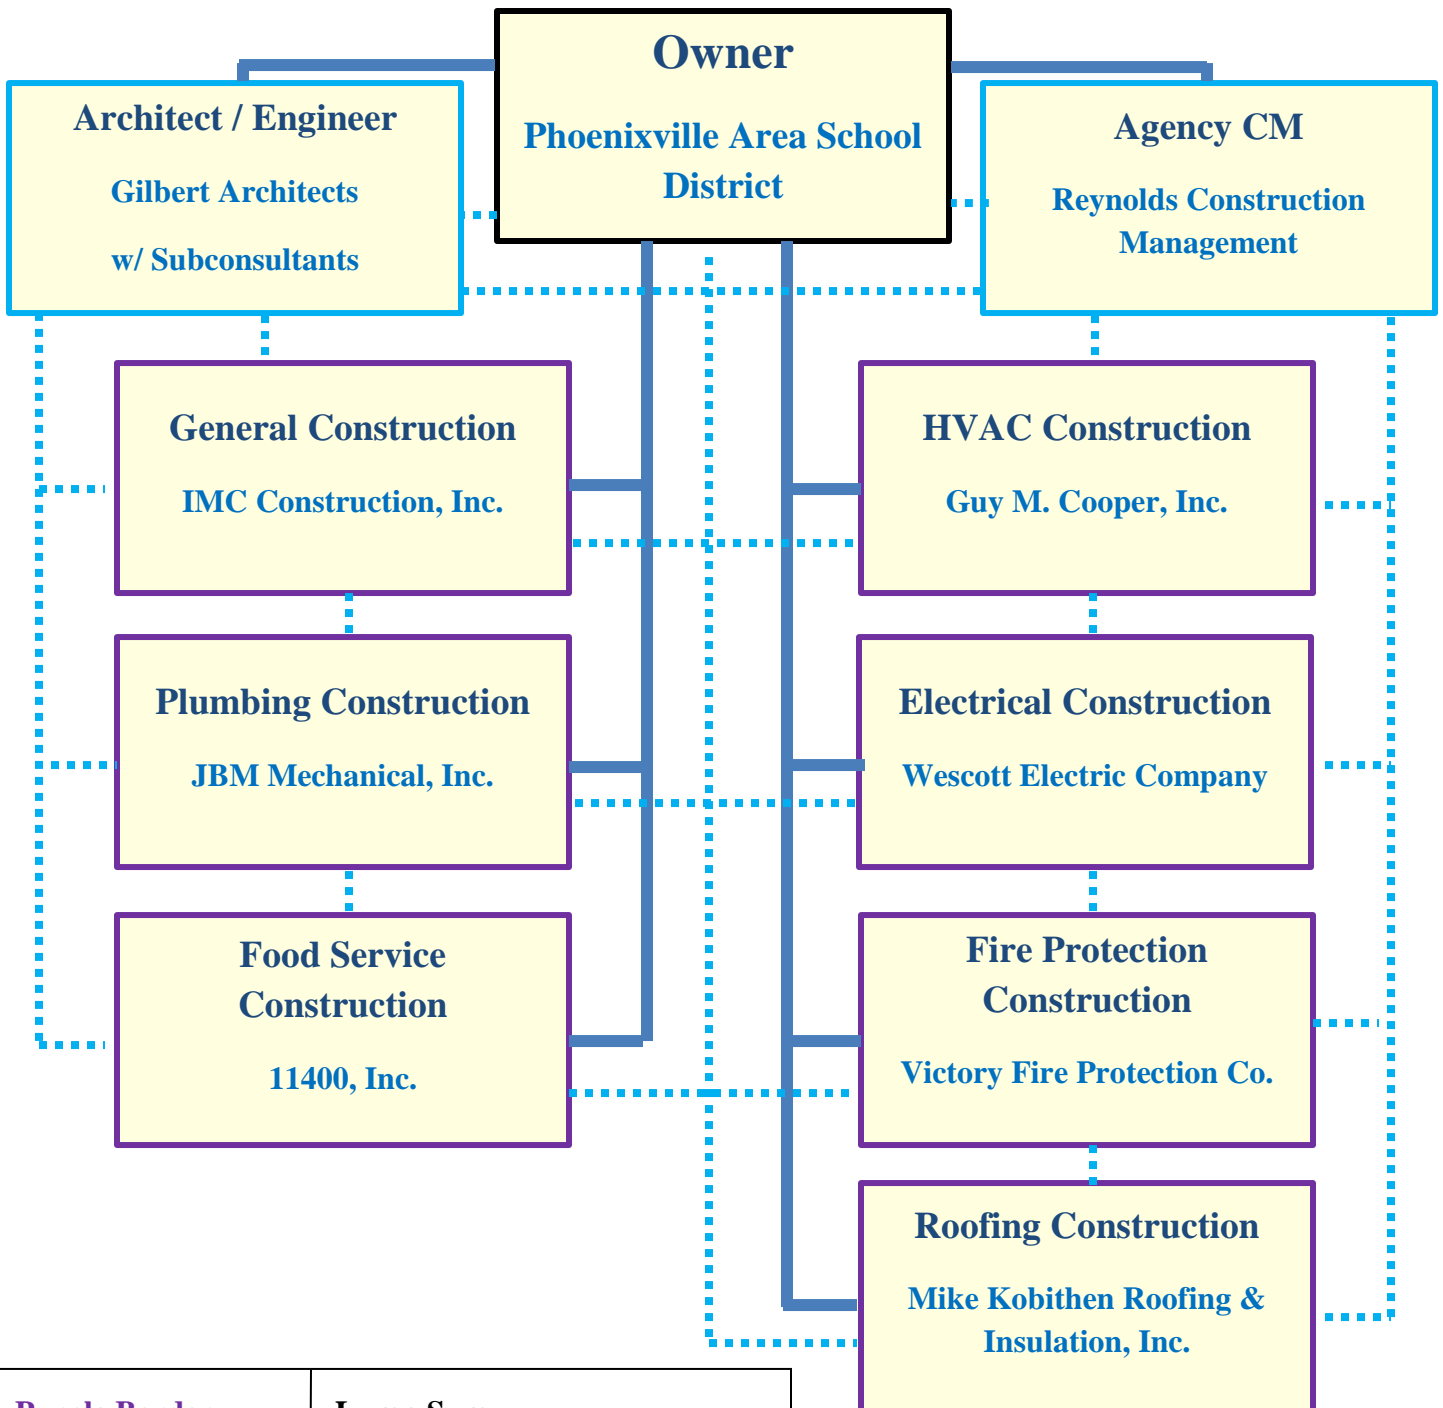 Owner
Phoenixville Area School
District
Architect / Engineer
Gilbert Architects
w/ Subconsultants
Agency CM
Reynolds Construction
Management
General Construction
IMC Construction, Inc.
HVAC Construction
Guy M. Cooper, Inc.
Plumbing Construction
JBM Mechanical, Inc.
Electrical Construction
Wescott Electric Company
Food Service
Construction
11400, Inc.
Fire Protection
Construction
Victory Fire Protection Co.
Roofing Construction
Mike Kobithen Roofing &
Insulation, Inc.